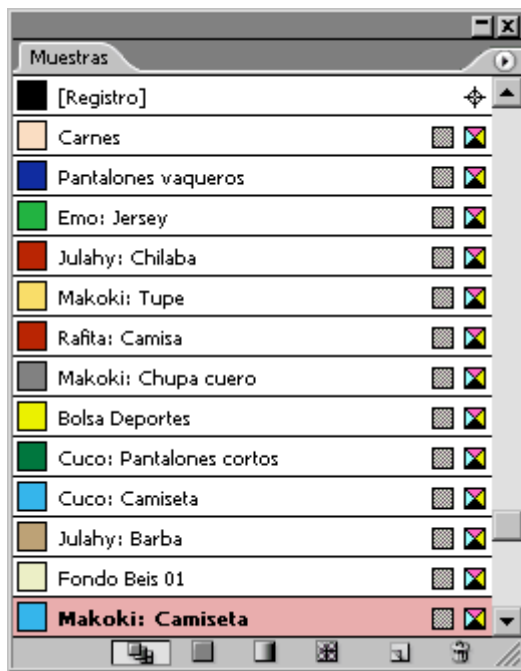 Muestras
[Registro]
Carnes
Pantalones vaqueros
Emo: Jersey
Julahy: Chilaba
Makoki: Tupe
Rafita: Camisa
Makoki: Chupa cuero
Bolsa Deportes
Cuco: Pantalones cortos
Cuco: Camiseta
Julahy: Barba
Fondo Beis 01
Makoki: Camiseta